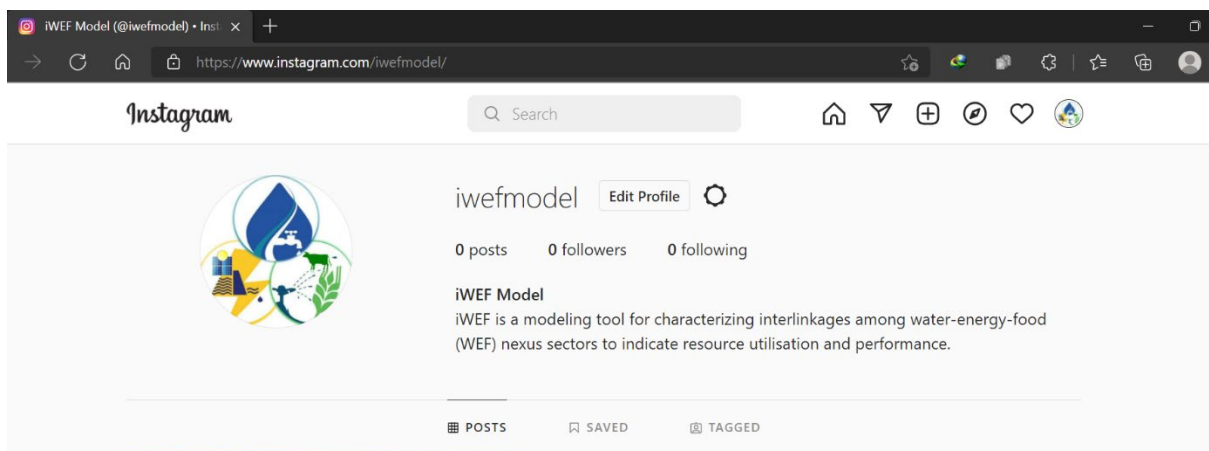 iWEF Model (@iwefmodel) • Inst
https://www.instagram.com/iwefmodel/
Instagram
Search
iwefmodel Edit Profile
0 posts 0 followers 0 following
iWEF Model
iWEF is a modeling tool for characterizing interlinkages among water-energy-food
(WEF) nexus sectors to indicate resource utilisation and performance.
POSTS SAVED TAGGED